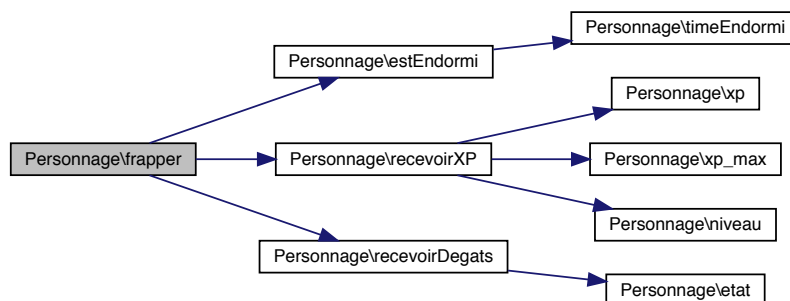 Personnage\timeEndormi
Personnage\estEndormi
Personnage\xp
Personnage\frapper
Personnage\recevoirXP
Personnage\xp_max
Personnage\niveau
Personnage\recevoirDegats
Personnage\etat